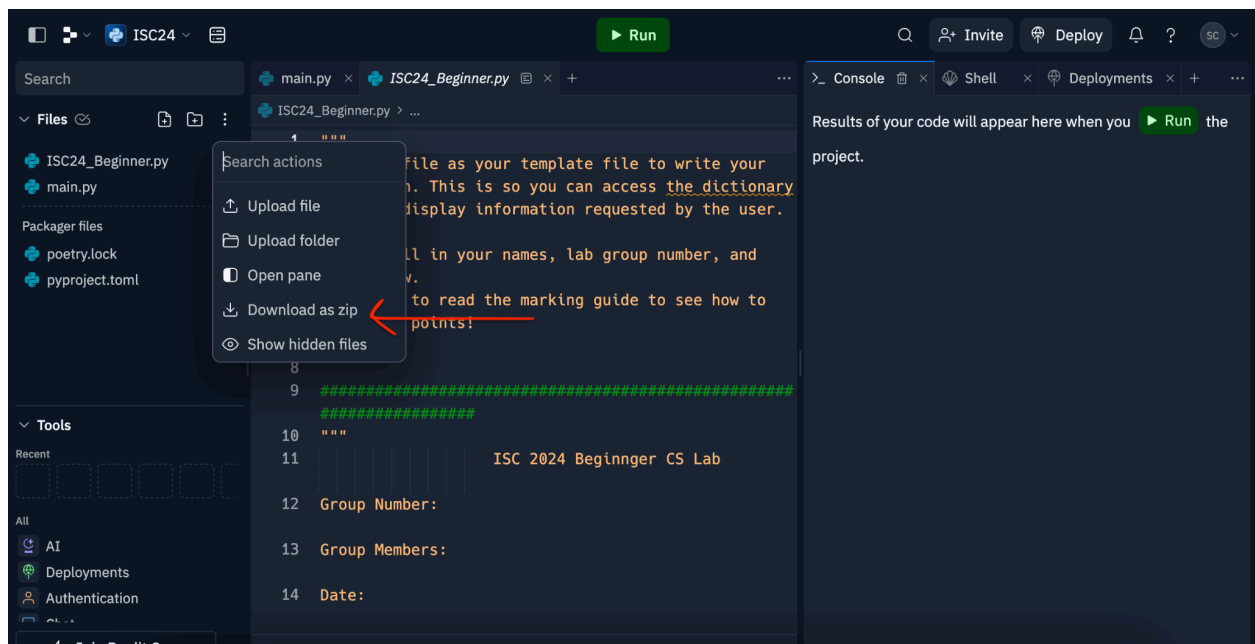 ISC24
Run
Invite
Deploy
?
SC
Search
Files
ISC24_Beginner.py
main.py
Packager files
poetry.lock
pyproject.toml
Tools
Recent
All
AI
Deployments
Authentication
Search actions
Upload file
Upload folder
Open pane
Download as zip
Show hidden files
main.py × ISC24_Beginner.py × + ...
ISC24_Beginner.py > ...
1 """
file as your template file to write your
This is so you can access the dictionary
display information requested by the user.
in your names, lab group number, and
to read the marking guide to see how to
points!
8
9 ####################################################
#################
10 """
11 ISC 2024 Beginnger CS Lab
12 Group Number:
13 Group Members:
14 Date:
>_ Console × Shell × Deployments × + ...
Results of your code will appear here when you Run the
project.